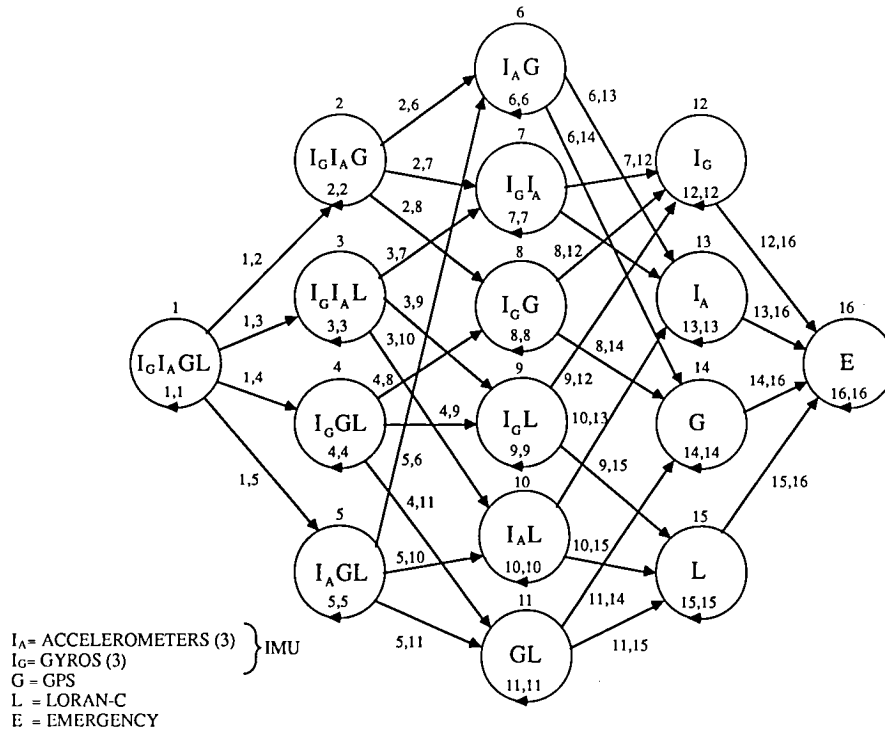 6
I_A G
6,6
6,13
2
2,6
12
I_G I_A G
2,2
2,7
7
6,14
7,12
I_G
12,12
I_G I_A
7,7
2,8
3
3,7
8
8,12
13
12,16
1,2
I_G I_A L
3,3
3,9
I_G G
8,8
I_A
13,13
13,16
16
1
1,3
3,10
8,14
I_G I_A GL
1,1
4
4,8
9
9,12
14
14,16
E
16,16
1,4
I_G GL
4,4
4,9
I_G L
9,9
10,13
G
14,14
1,5
5,6
4,11
10
9,15
15,16
5
I_A L
10,10
10,15
15
I_A GL
5,5
5,10
L
15,15
11
11,14
5,11
GL
11,11
11,15
I_A= ACCELEROMETERS (3)
I_G= GYROS (3)
IMU
G = GPS
L = LORAN-C
E = EMERGENCY